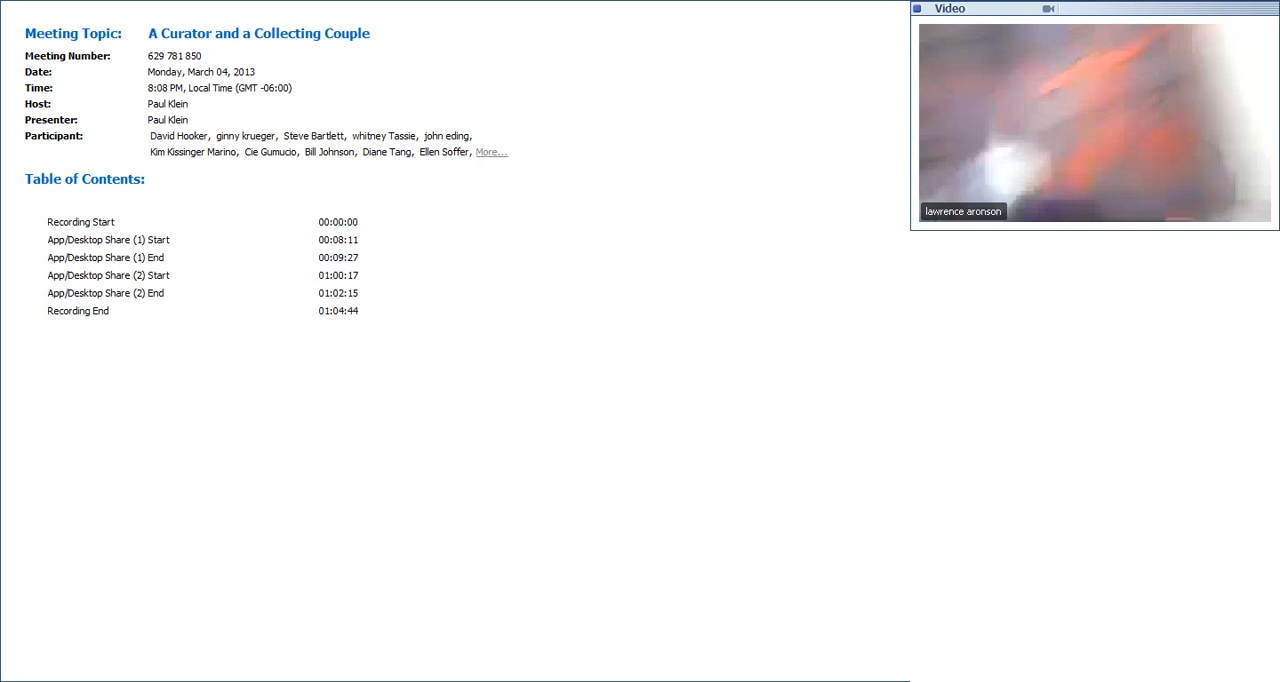 Meeting Topic: A Curator and a Collecting Couple
Meeting Number: 629 781 850
Date: Monday, March 04, 2013
Time: 8:08 PM, Local Time (GMT -06:00)
Host: Paul Klein
Presenter: Paul Klein
Participant: David Hooker, ginny krueger, Steve Bartlett, whitney Tassie, john eding,
Kim Kissinger Marino, Cie Gumucio, Bill Johnson, Diane Tang, Ellen Soffer, More...
Table of Contents:
Recording Start 00:00:00
App/Desktop Share (1) Start 00:08:11
App/Desktop Share (1) End 00:09:27
App/Desktop Share (2) Start 01:00:17
App/Desktop Share (2) End 01:02:15
Recording End 01:04:44
Video
lawrence aronson